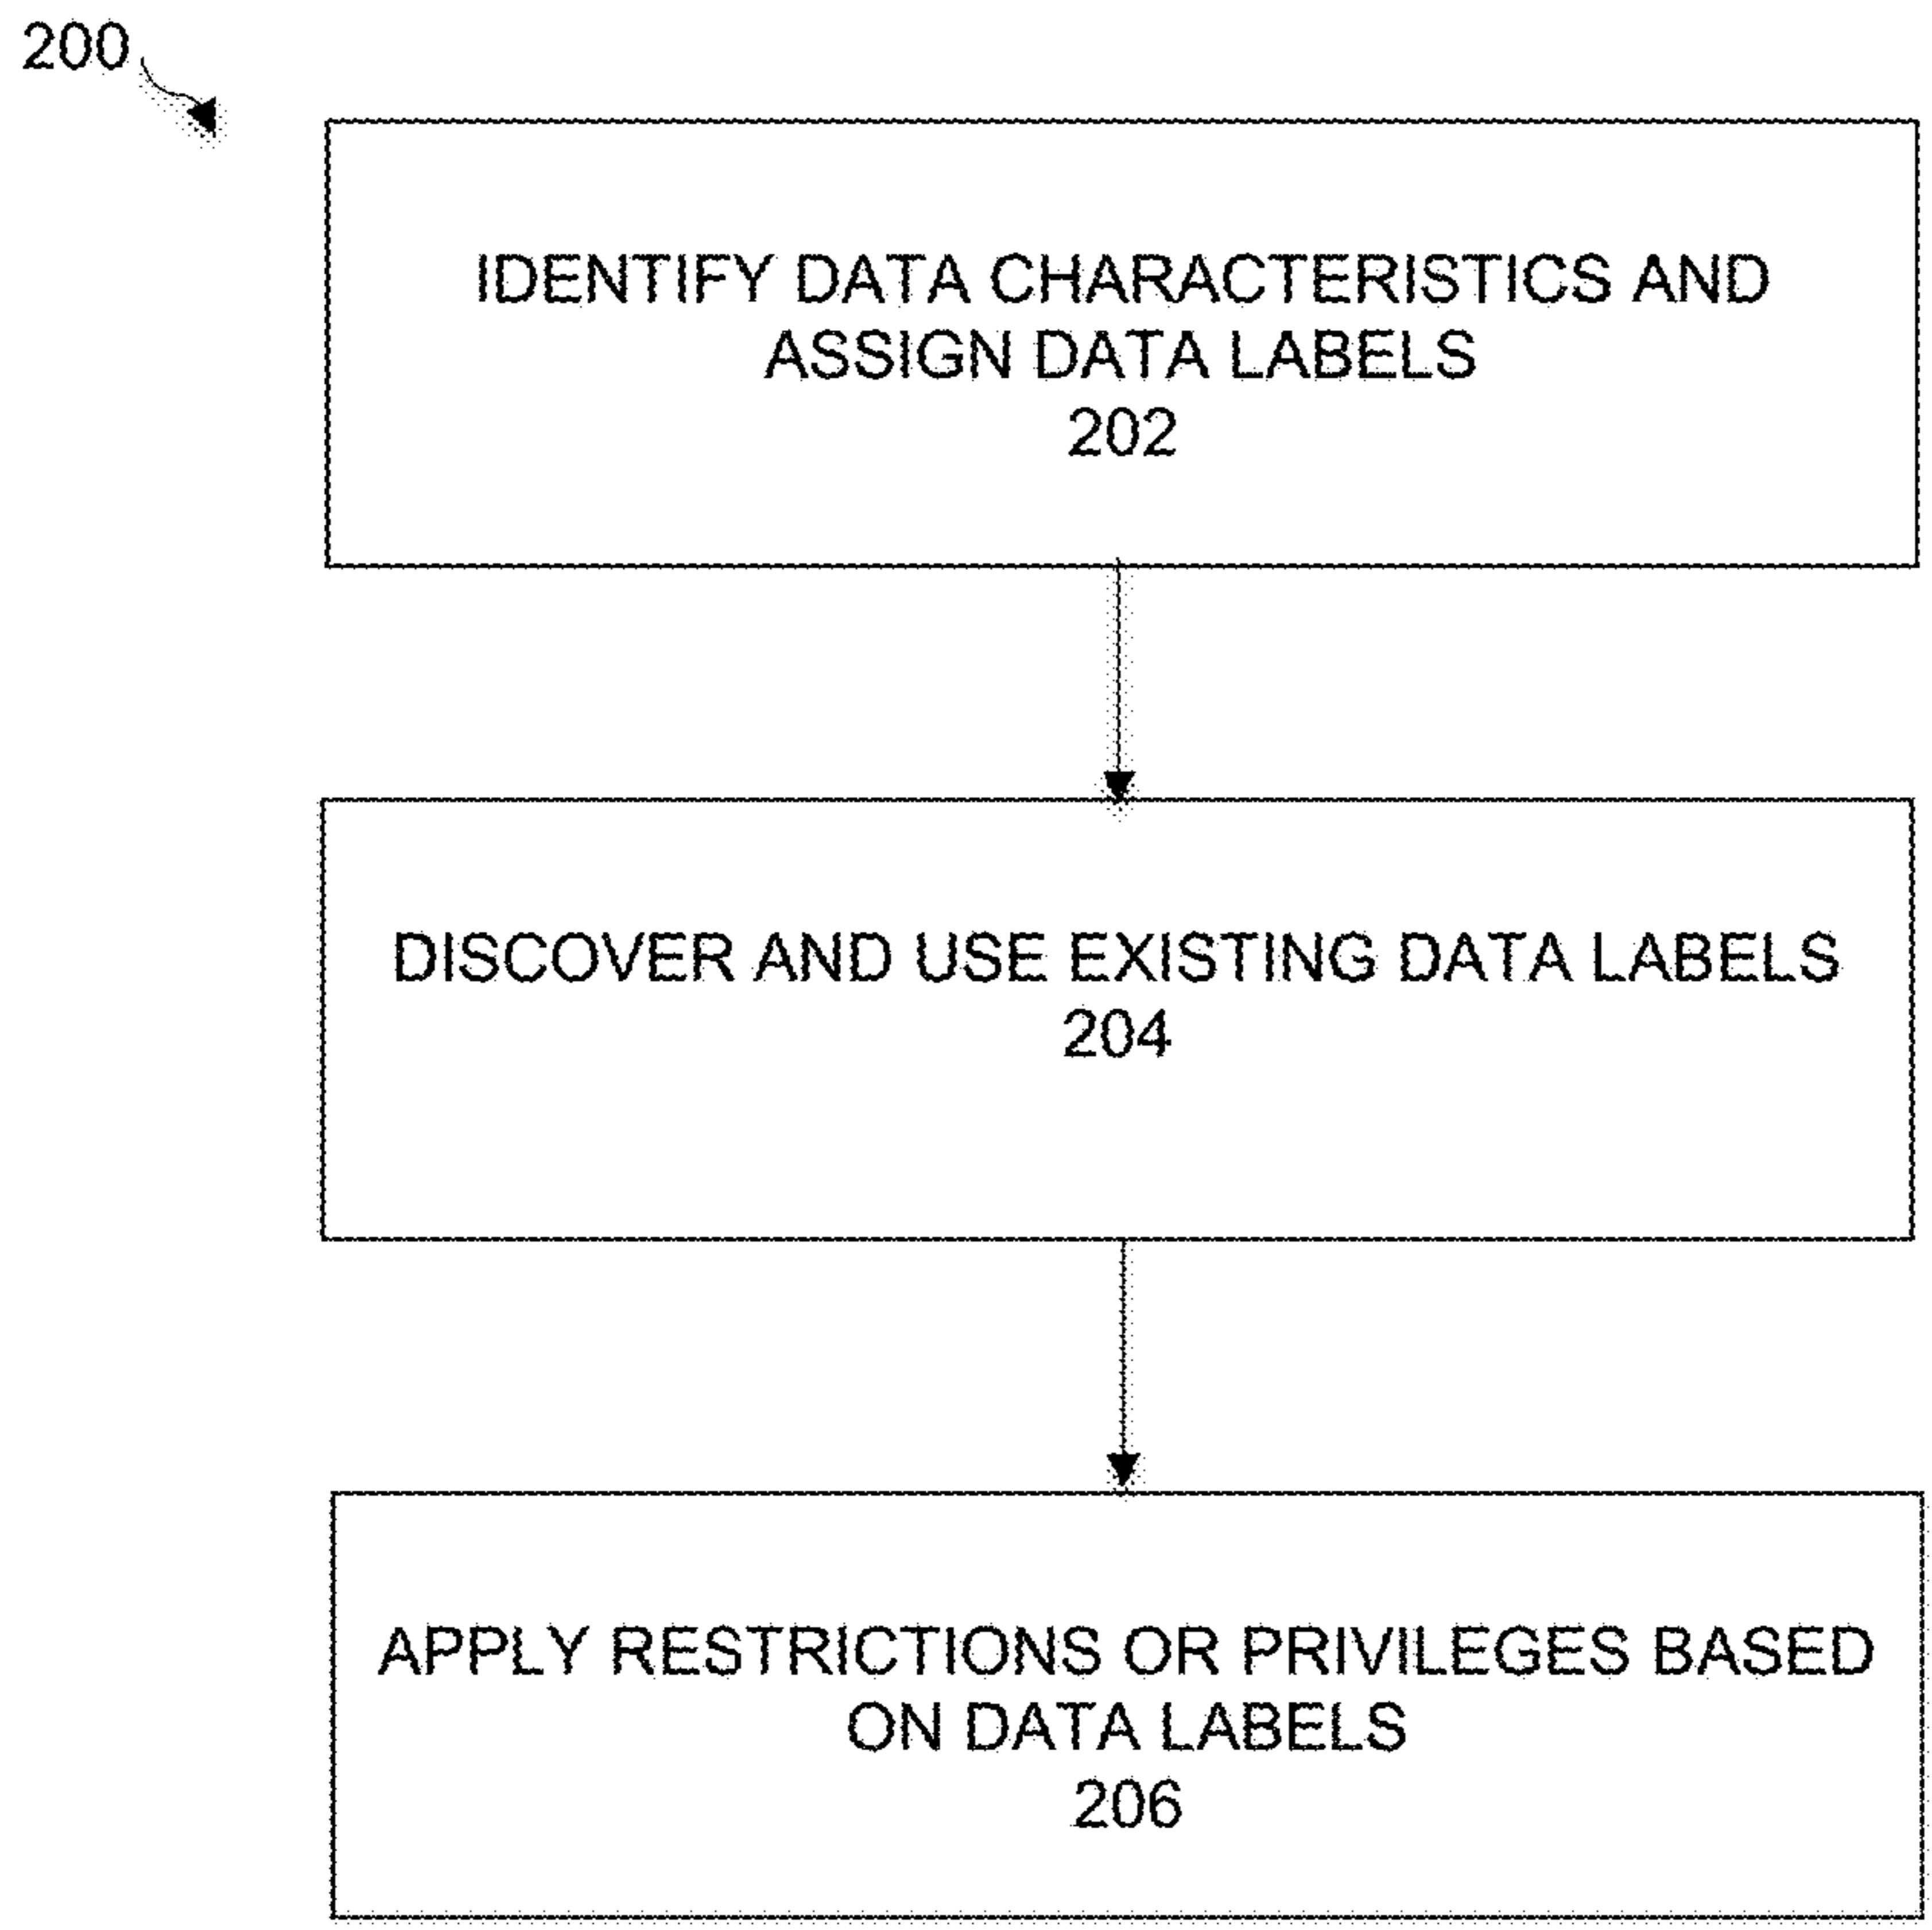 200
IDENTIFY DATA CHARACTERISTICS AND
ASSIGN DATA LABELS
202
DISCOVER AND USE EXISTING DATA LABELS
204
APPLY RESTRICTIONS OR PRIVILEGES BASED
ON DATA LABELS
206